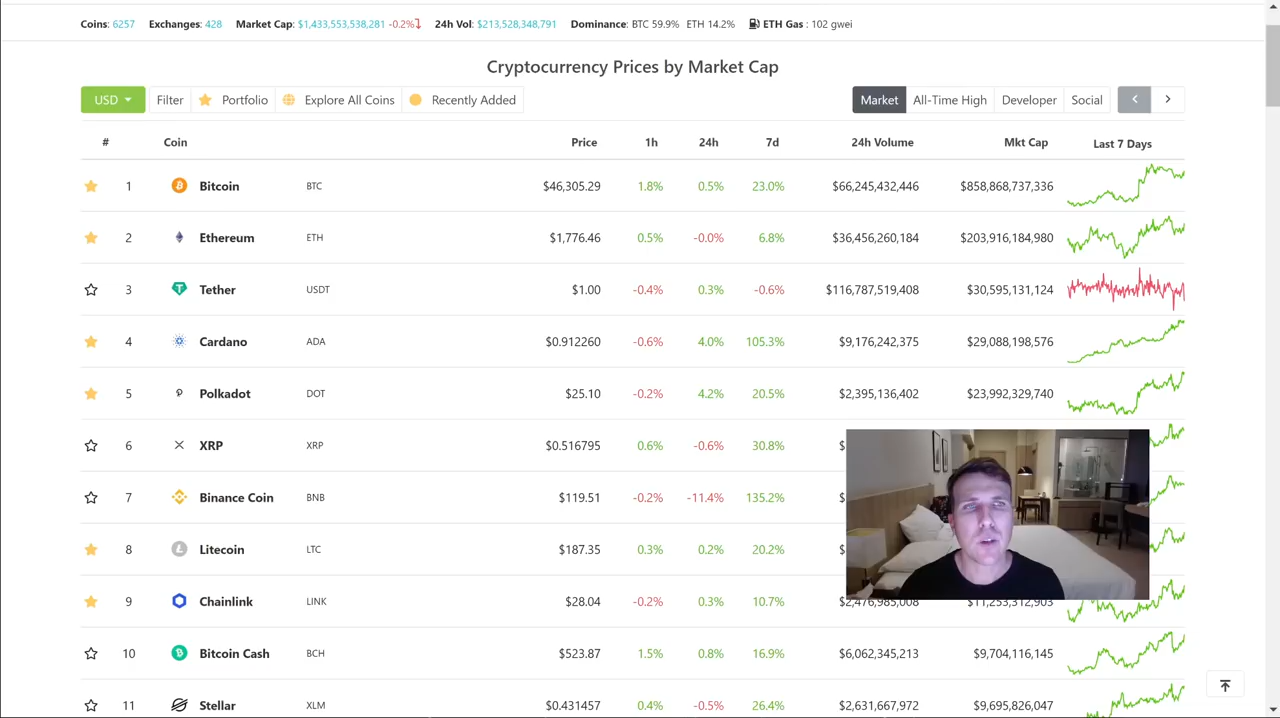 Coins: 6257 Exchanges: 428 Market Cap: $1,433,553,538,281 -0.2% 24h Vol: $213,528,348,791 Dominance: BTC 59.9% ETH 14.2% ETH Gas : 102 gwei
Cryptocurrency Prices by Market Cap
USD Filter Portfolio Explore All Coins Recently Added Market All-Time High Developer Social
# Coin Price 1h 24h 7d 24h Volume Mkt Cap Last 7 Days
1 Bitcoin BTC $46,305.29 1.8% 0.5% 23.0% $66,245,432,446 $858,868,737,336
2 Ethereum ETH $1,776.46 0.5% -0.0% 6.8% $36,456,260,184 $203,916,184,980
3 Tether USDT $1.00 -0.4% 0.3% -0.6% $116,787,519,408 $30,595,131,124
4 Cardano ADA $0.912260 -0.6% 4.0% 105.3% $9,176,242,375 $29,088,198,576
5 Polkadot DOT $25.10 -0.2% 4.2% 20.5% $2,395,136,402 $23,992,329,740
6 XRP XRP $0.516795 0.6% -0.6% 30.8% $
7 Binance Coin BNB $119.51 -0.2% -11.4% 135.2% $
8 Litecoin LTC $187.35 0.3% 0.2% 20.2% $
9 Chainlink LINK $28.04 -0.2% 0.3% 10.7% $2,476,985,008 $11,253,312,903
10 Bitcoin Cash BCH $523.87 1.5% 0.8% 16.9% $6,062,345,213 $9,704,116,145
11 Stellar XLM $0.431457 0.4% -0.5% 26.4% $2,631,667,972 $9,695,826,047